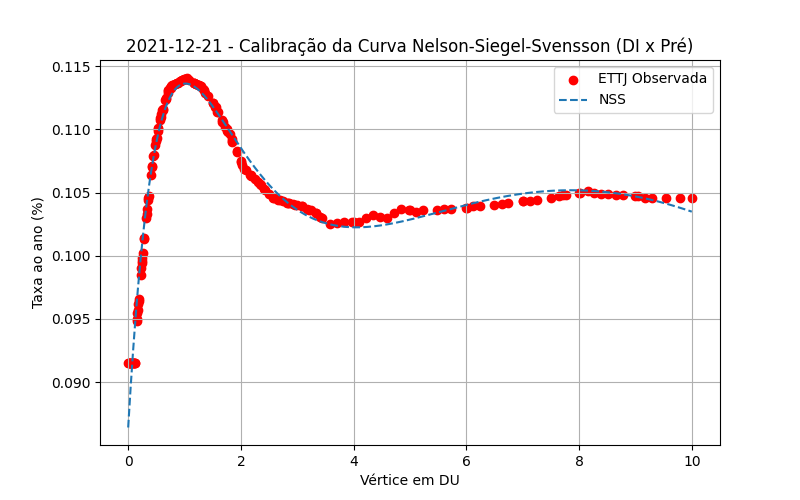 2021-12-21 - Calibração da Curva Nelson-Siegel-Svensson (DI x Pré)
ETTJ Observada
NSS
Taxa ao ano (%)
0.115
0.110
0.105
0.100
0.095
0.090
0 2 4 6 8 10
Vértice em DU